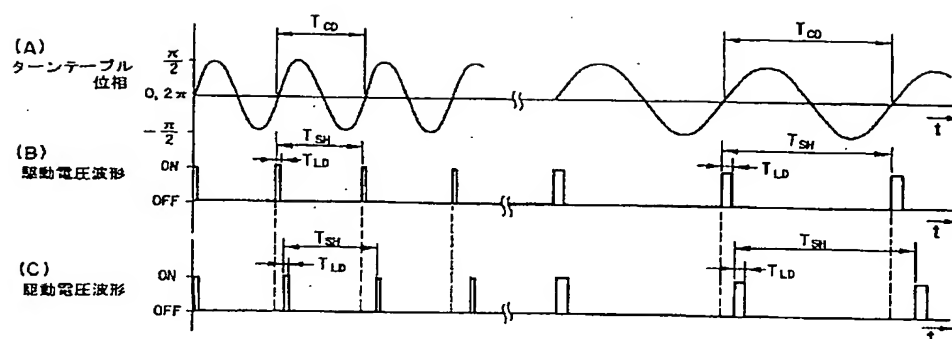 T_CD
T_CD
(A)
ターンテーブル
位相
π/2
0, 2π
-π/2
t
(B)
駆動電圧波形
ON
OFF
T_SH
T_LD
T_SH
T_LD
t
(C)
駆動電圧波形
ON
OFF
T_SH
T_LD
T_SH
T_LD
t